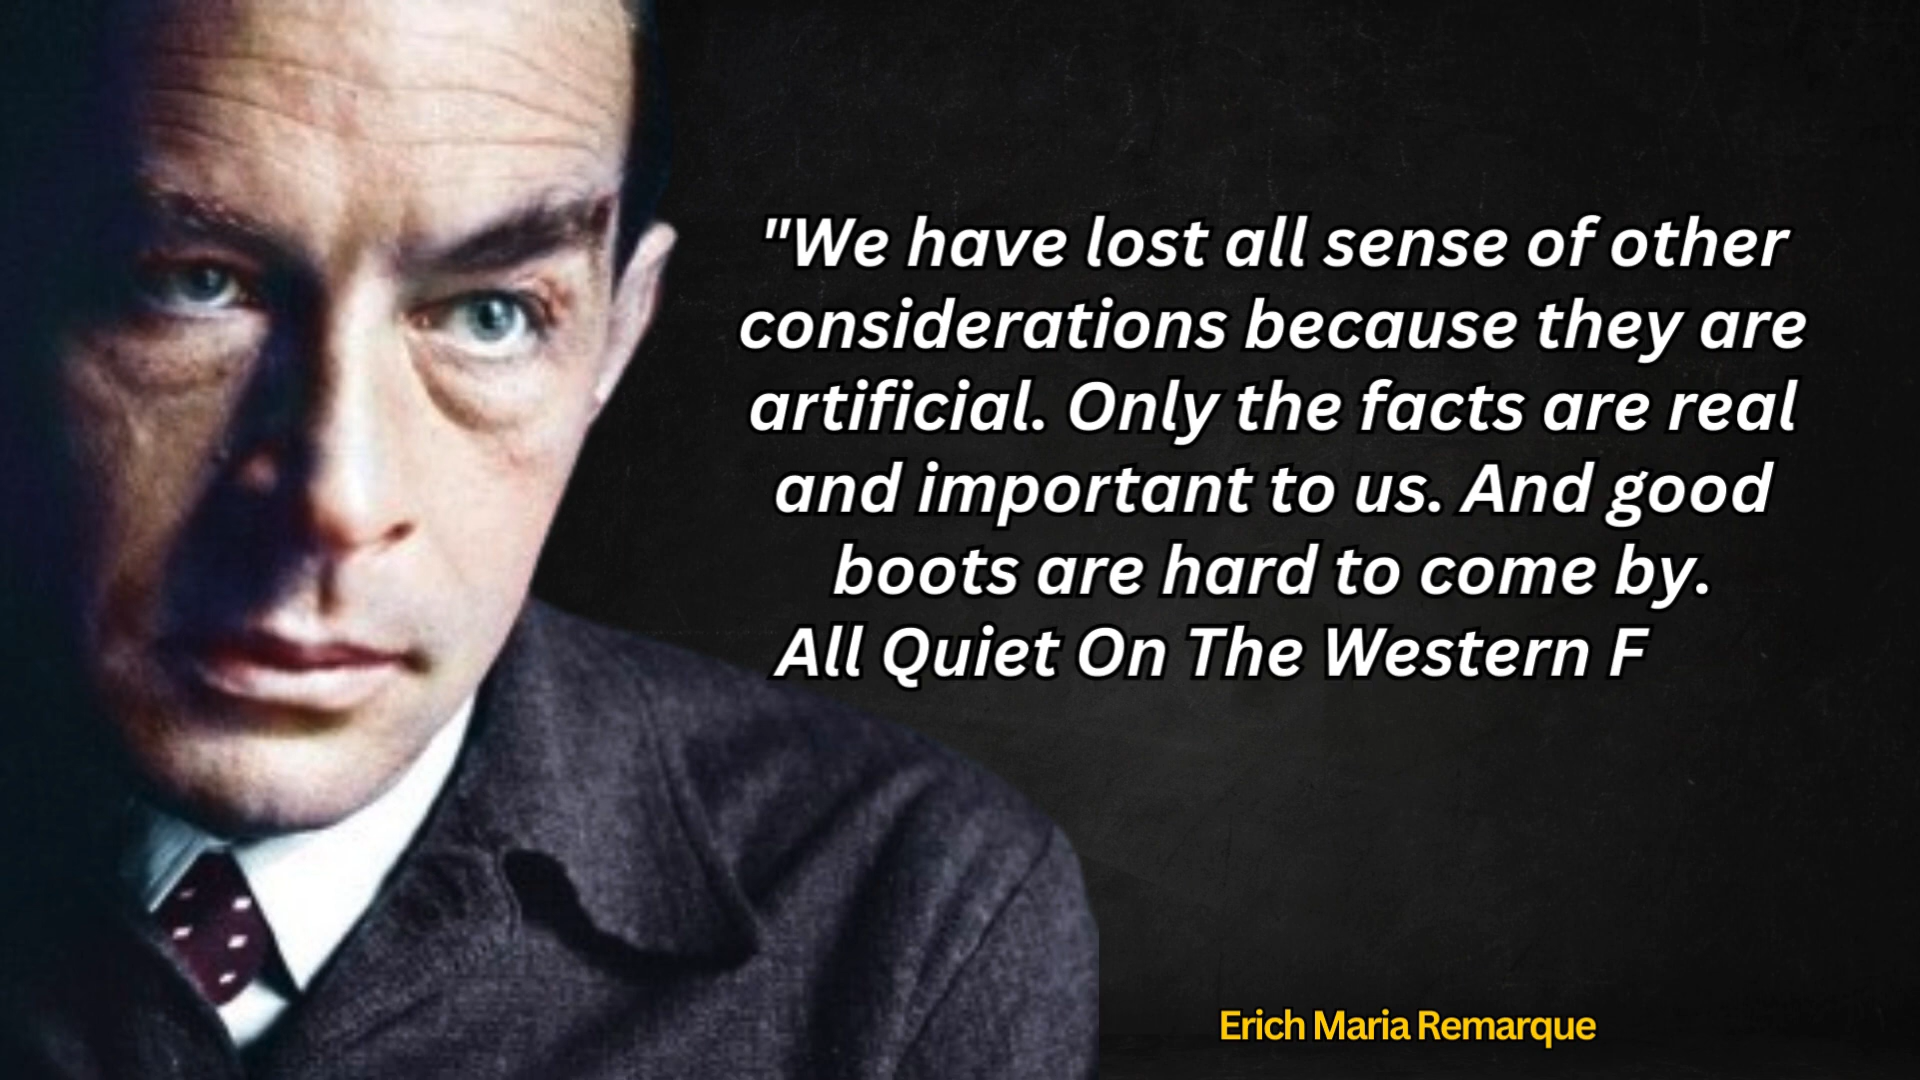 "We have lost all sense of other
considerations because they are
artificial. Only the facts are real
and important to us. And good
boots are hard to come by.
All Quiet On The Western F
Erich Maria Remarque